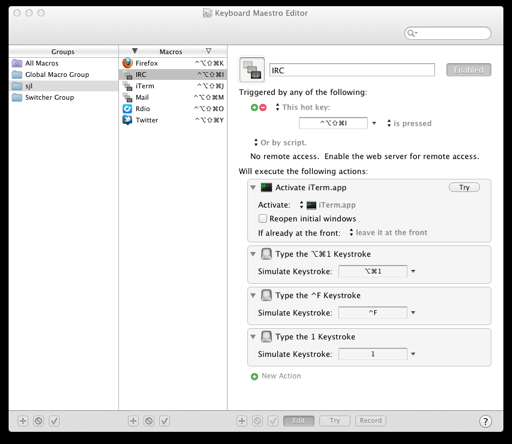 Keyboard Maestro Editor
Groups
All Macros
Global Macro Group
sjl
Switcher Group
Macros
Firefox ^⌥⇧⌘K
IRC ^⌥⇧⌘I
iTerm ^⌥⇧⌘J
Mail ^⌥⇧⌘M
Rdio ^⌥⇧⌘O
Twitter ^⌥⇧⌘Y
IRC
Enabled
Triggered by any of the following:
This hot key:
^⌥⇧⌘I is pressed
Or by script.
No remote access. Enable the web server for remote access.
Will execute the following actions:
Activate iTerm.app Try
Activate: iTerm.app
Reopen initial windows
If already at the front: leave it at the front
Type the ⌥⌘1 Keystroke
Simulate Keystroke: ⌥⌘1
Type the ^F Keystroke
Simulate Keystroke: ^F
Type the 1 Keystroke
Simulate Keystroke: 1
New Action
Edit Try Record ?